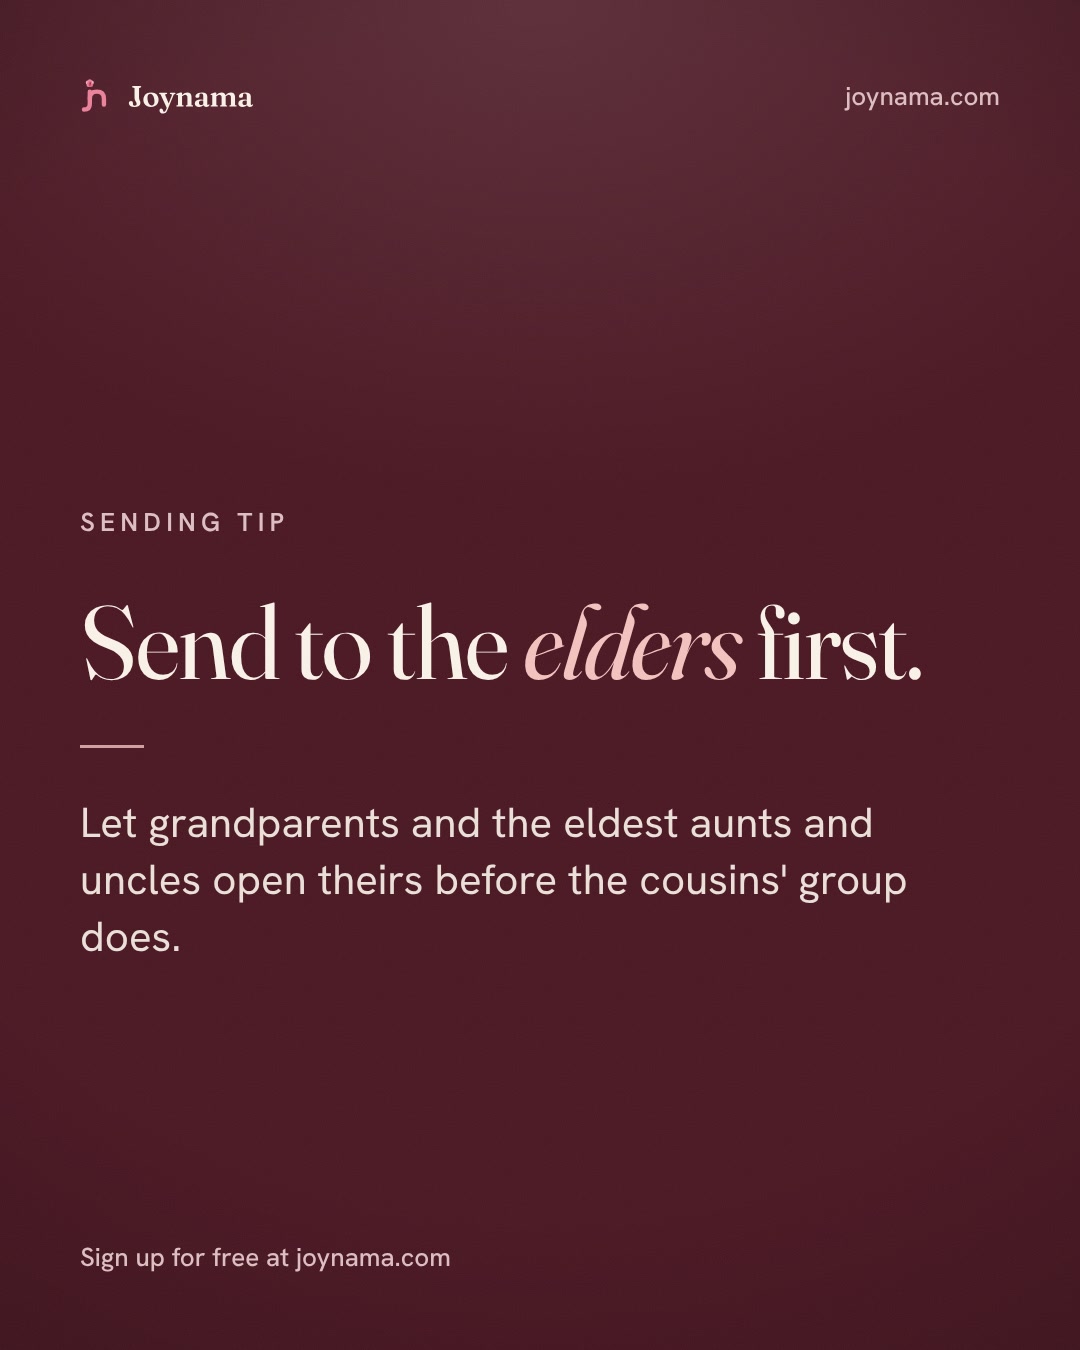 Joynama
joynama.com
SENDING TIP
Send to the elders first.
Let grandparents and the eldest aunts and
uncles open theirs before the cousins' group
does.
Sign up for free at joynama.com